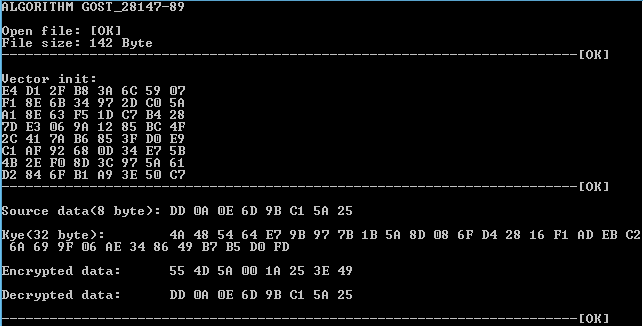 ALGORITHM GOST_28147-89
Open file: [OK]
File size: 142 Byte
------------------------------------------------------------------------[OK]
Vector init:
E4 D1 2F B8 3A 6C 59 07
F1 8E 6B 34 97 2D C0 5A
A1 8E 63 F5 1D C7 B4 28
7D E3 06 9A 12 85 BC 4F
2C 41 7A B6 85 3F D0 E9
C1 AF 92 68 0D 34 E7 5B
4B 2E F0 8D 3C 97 5A 61
D2 84 6F B1 A9 3E 50 C7
------------------------------------------------------------------------[OK]
Source data(8 byte): DD 0A 0E 6D 9B C1 5A 25
Kye(32 byte): 4A 48 54 64 E7 9B 97 7B 1B 5A 8D 08 6F D4 28 16 F1 AD EB C2
6A 69 9F 06 AE 34 86 49 B7 B5 D0 FD
Encrypted data: 55 4D 5A 00 1A 25 3E 49
Decrypted data: DD 0A 0E 6D 9B C1 5A 25
------------------------------------------------------------------------[OK]